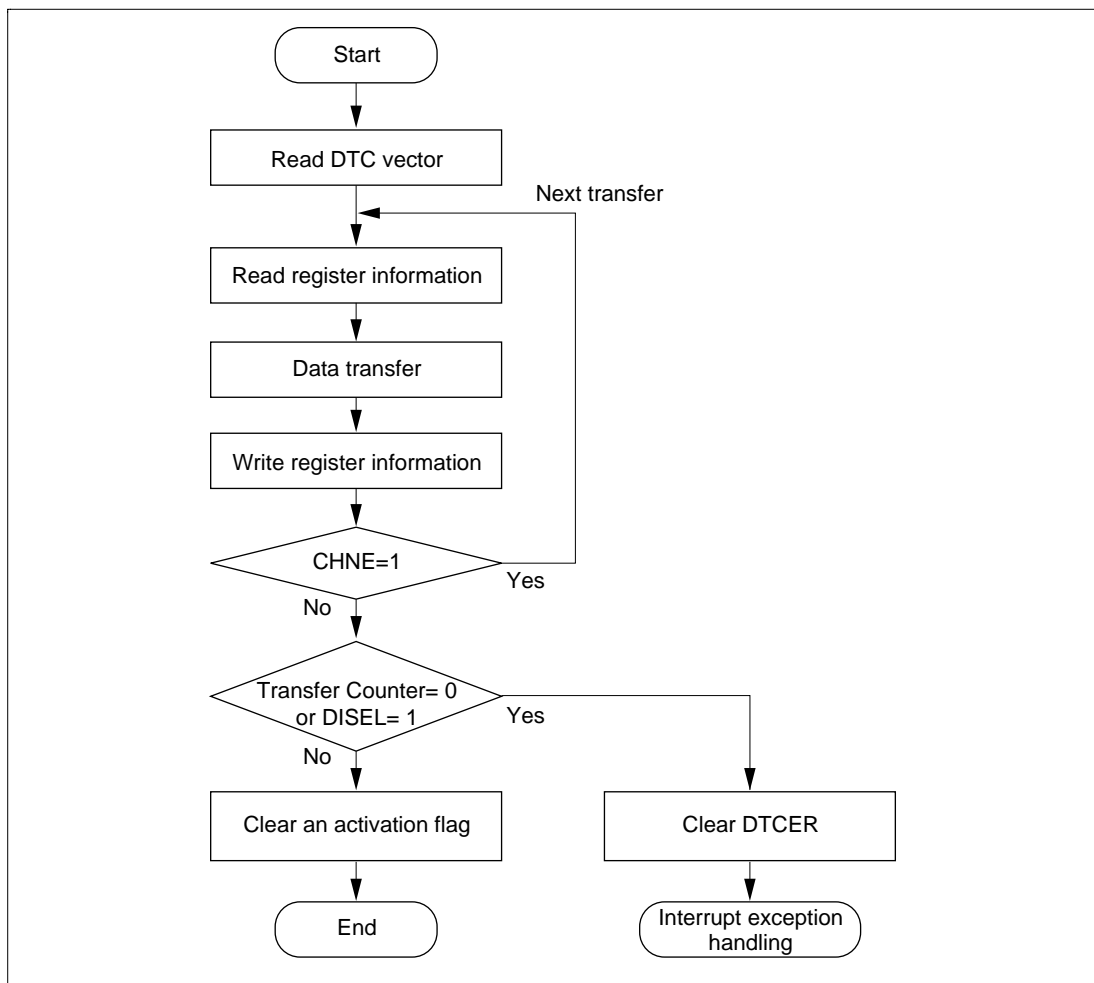 Start
Read DTC vector
Next transfer
Read register information
Data transfer
Write register information
CHNE=1
Yes
No
Transfer Counter= 0
or DISEL= 1
Yes
No
Clear an activation flag
Clear DTCER
End
Interrupt exception
handling